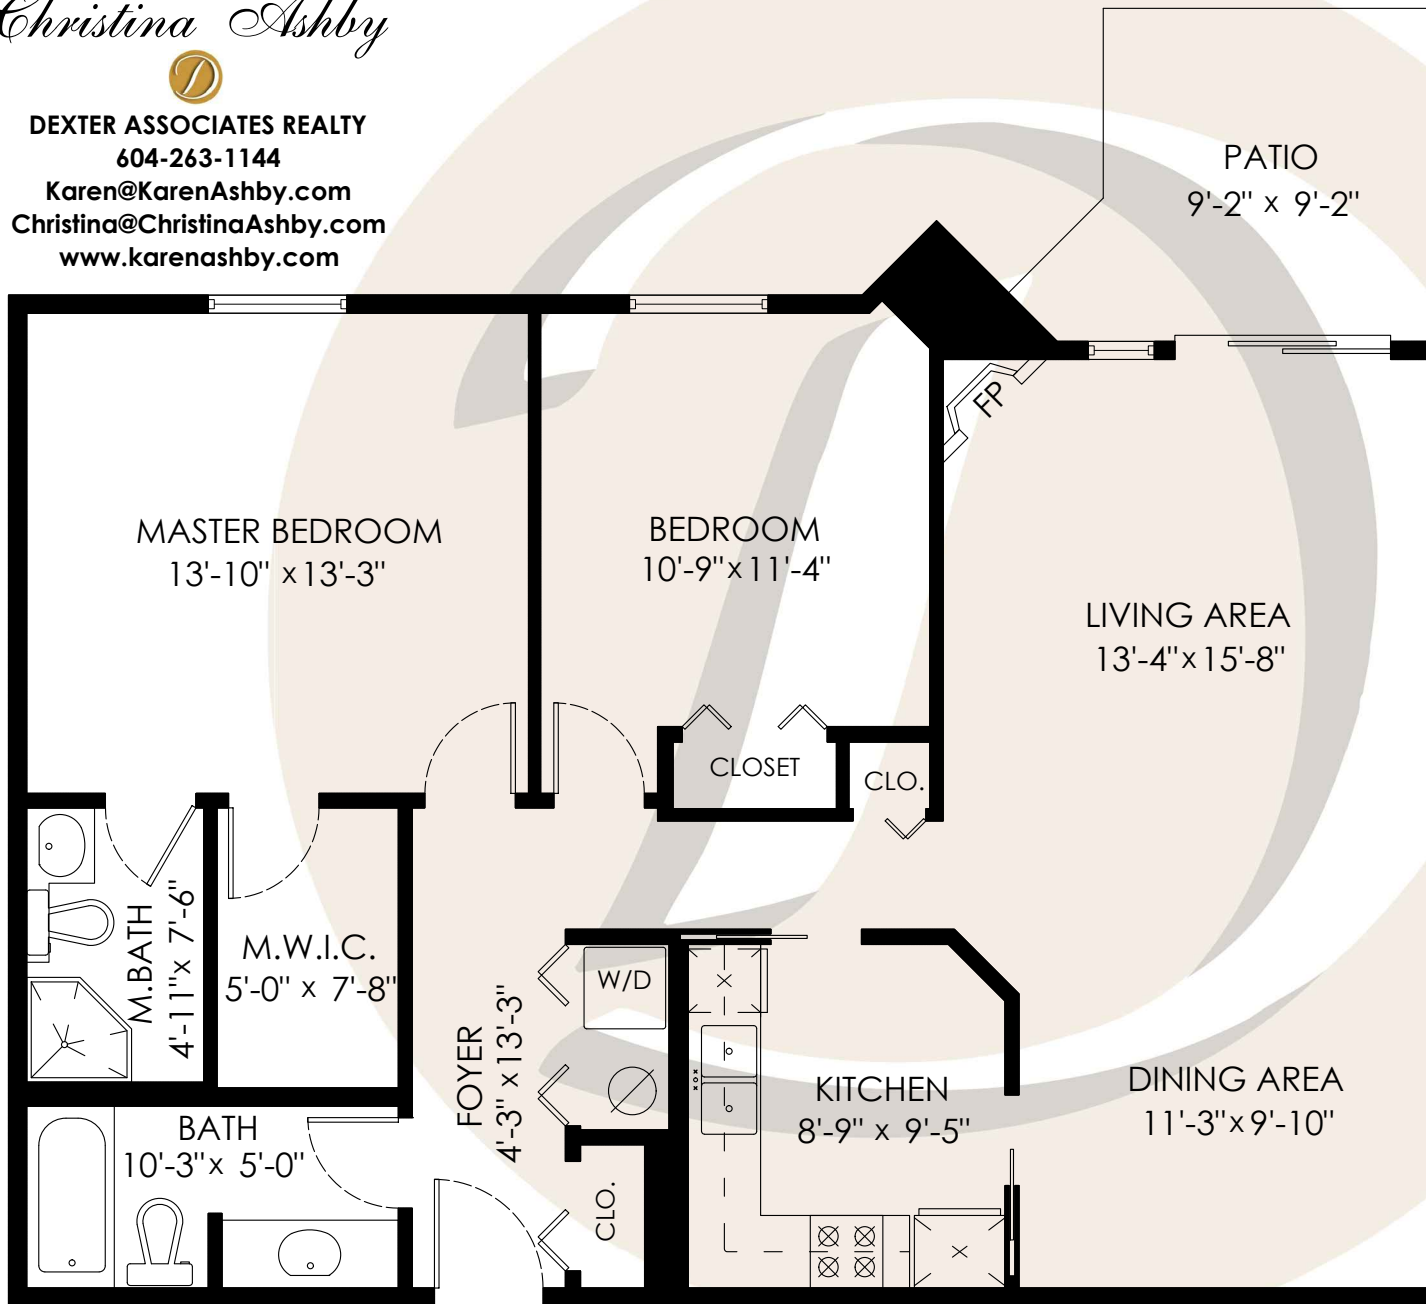 Christina Ashby
D
DEXTER ASSOCIATES REALTY
604-263-1144
Karen@KarenAshby.com
Christina@ChristinaAshby.com
www.karenashby.com
PATIO
9'-2" x 9'-2"
FP
MASTER BEDROOM
13'-10" x 13'-3"
BEDROOM
10'-9" x 11'-4"
LIVING AREA
13'-4" x 15'-8"
CLOSET
CLO.
M.BATH
4'-11" x 7'-6"
M.W.I.C.
5'-0" x 7'-8"
FOYER
4'-3" x 13'-3"
W/D
KITCHEN
8'-9" x 9'-5"
DINING AREA
11'-3" x 9'-10"
BATH
10'-3" x 5'-0"
CLO.